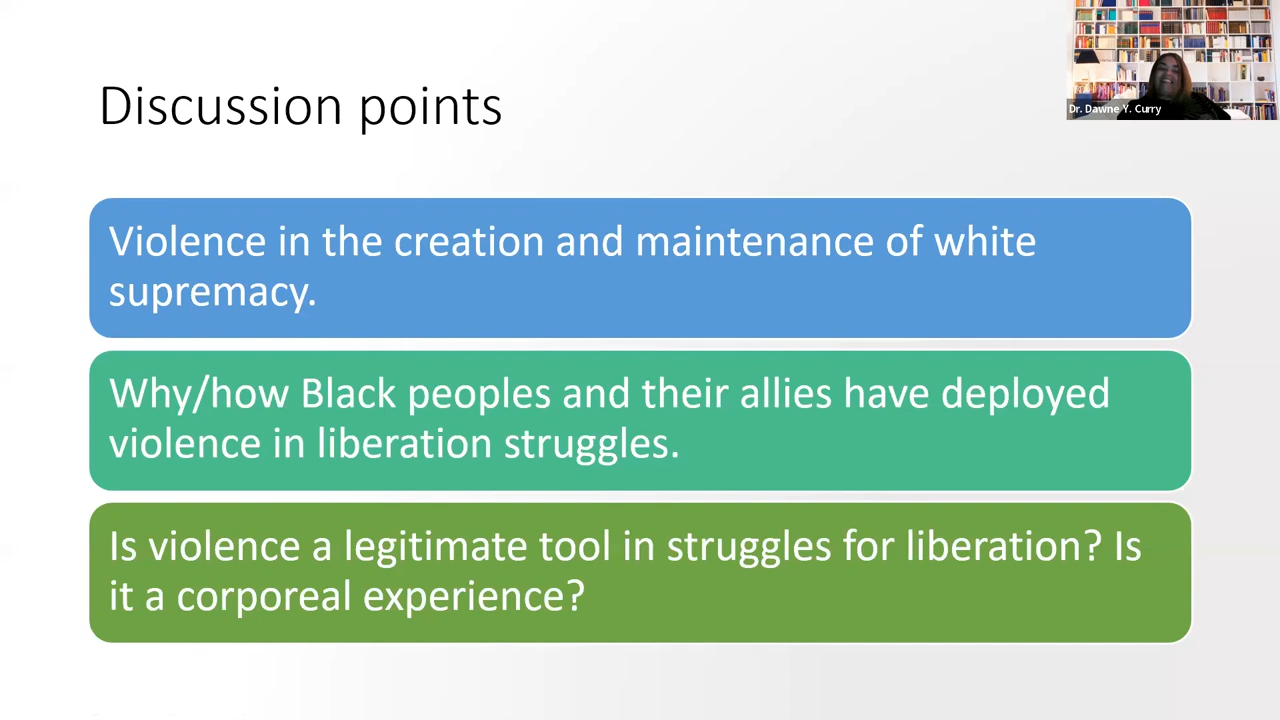 Discussion points
Dr. Dawne Y. Curry
Violence in the creation and maintenance of white
supremacy.
Why/how Black peoples and their allies have deployed
violence in liberation struggles.
Is violence a legitimate tool in struggles for liberation? Is
it a corporeal experience?